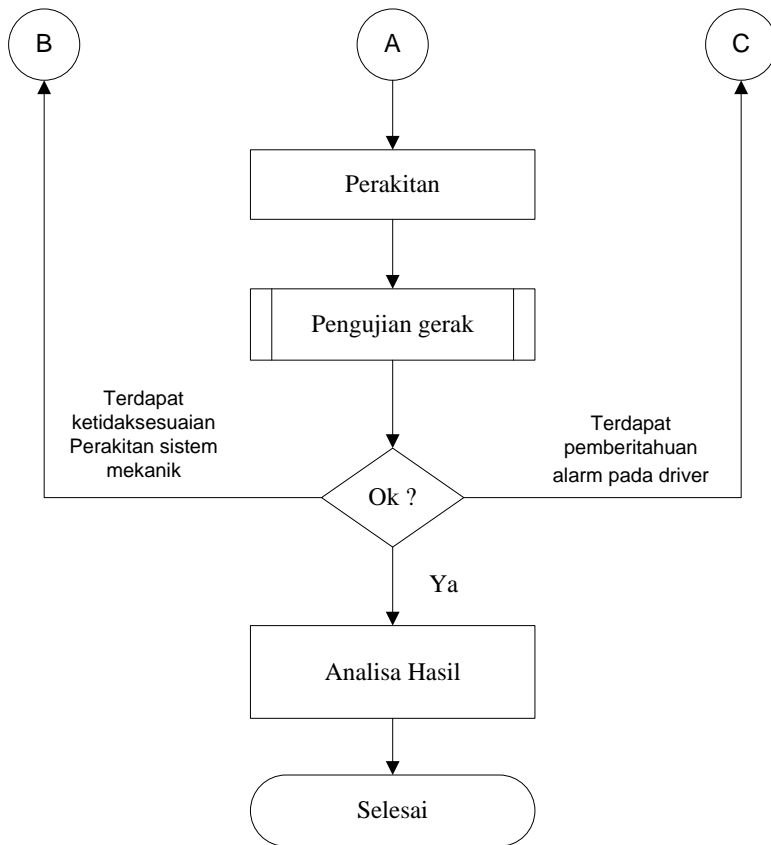 B
A
C
Perakitan
Pengujian gerak
Terdapat
ketidaksesuaian
Perakitan sistem
mekanik
Terdapat
pemberitahuan
alarm pada driver
Ok ?
Ya
Analisa Hasil
Selesai